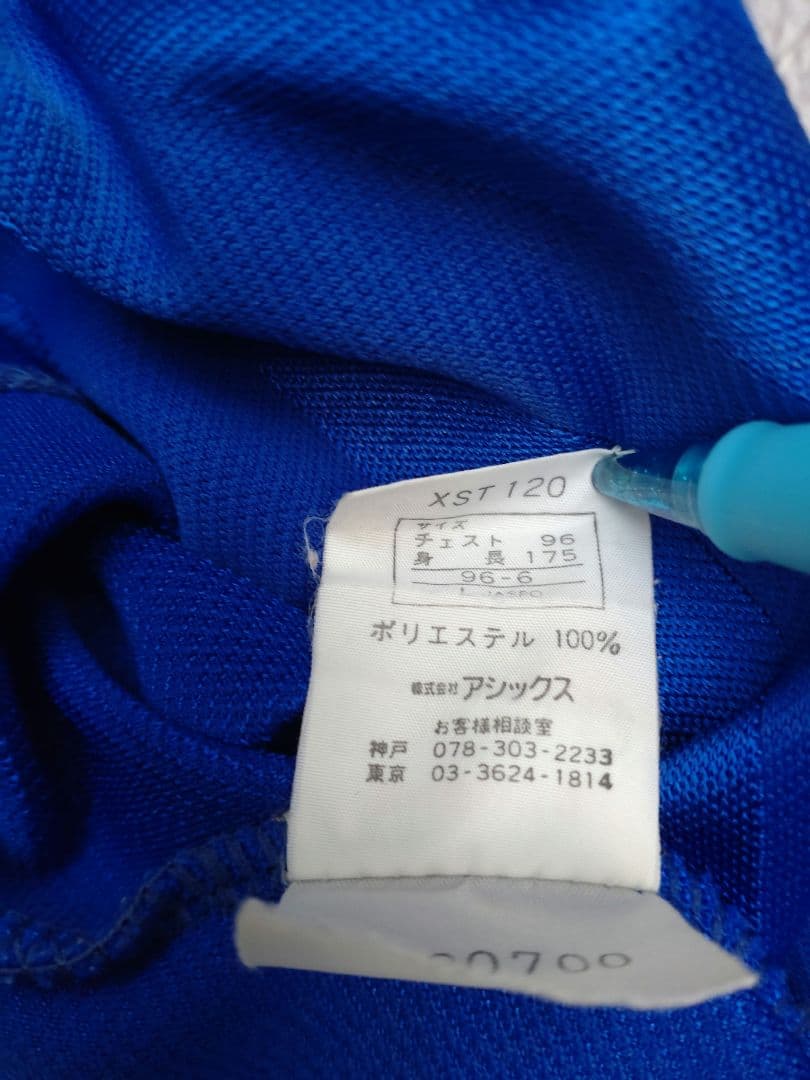 XST 120
サイズ
チェスト 96
身 長 175
96-6
L JASPO
ポリエステル 100%
株式会社 アシックス
お客様相談室
神戸 078-303-2233
東京 03-3624-1814